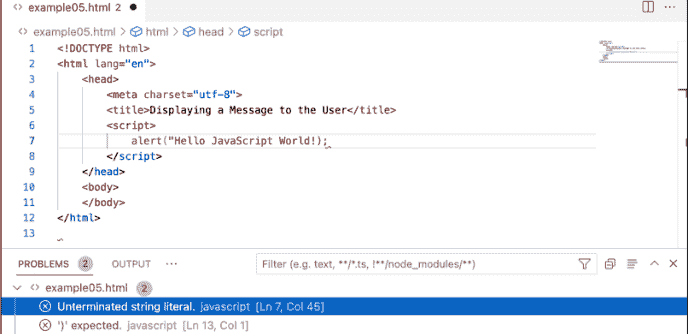 example05.html 2 ●
example05.html > html > head > script
1 <!DOCTYPE html>
2 <html lang="en">
3     <head>
4         <meta charset="utf-8">
5         <title>Displaying a Message to the User</title>
6         <script>
7             alert("Hello JavaScript World!);
8         </script>
9     </head>
10     <body>
11     </body>
12 </html>
13
PROBLEMS 2 OUTPUT ... Filter (e.g. text, **/*.ts, !**/node_modules/**)
example05.html 2
Unterminated string literal. javascript [Ln 7, Col 45]
')' expected. javascript [Ln 13, Col 1]